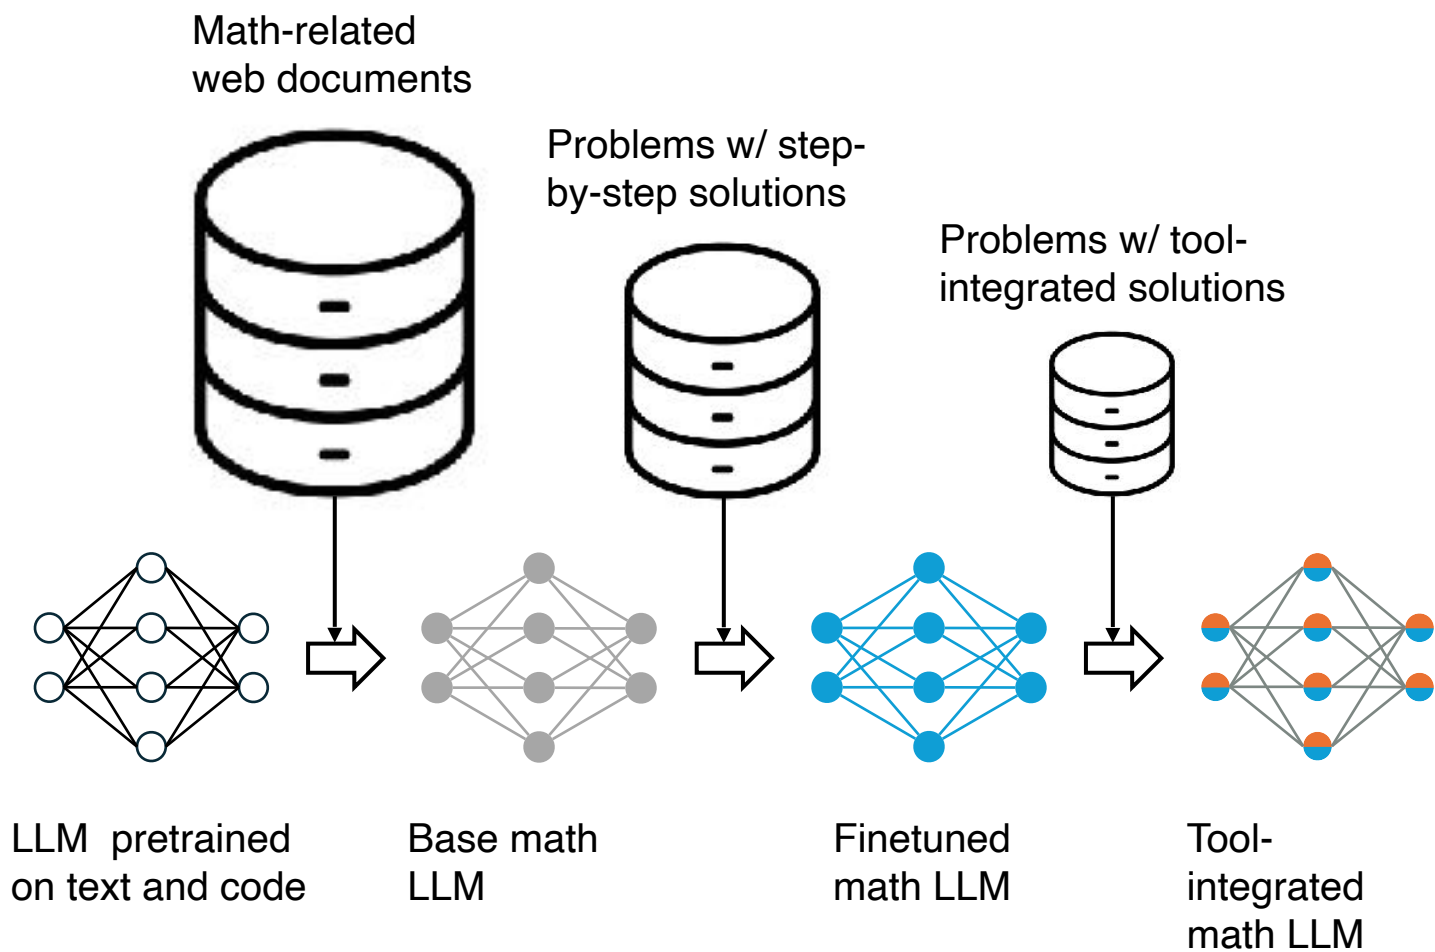 Math-related
web documents
Problems w/ step-
by-step solutions
Problems w/ tool-
integrated solutions
LLM  pretrained
on text and code
Base math
LLM
Finetuned
math LLM
Tool-
integrated
math LLM